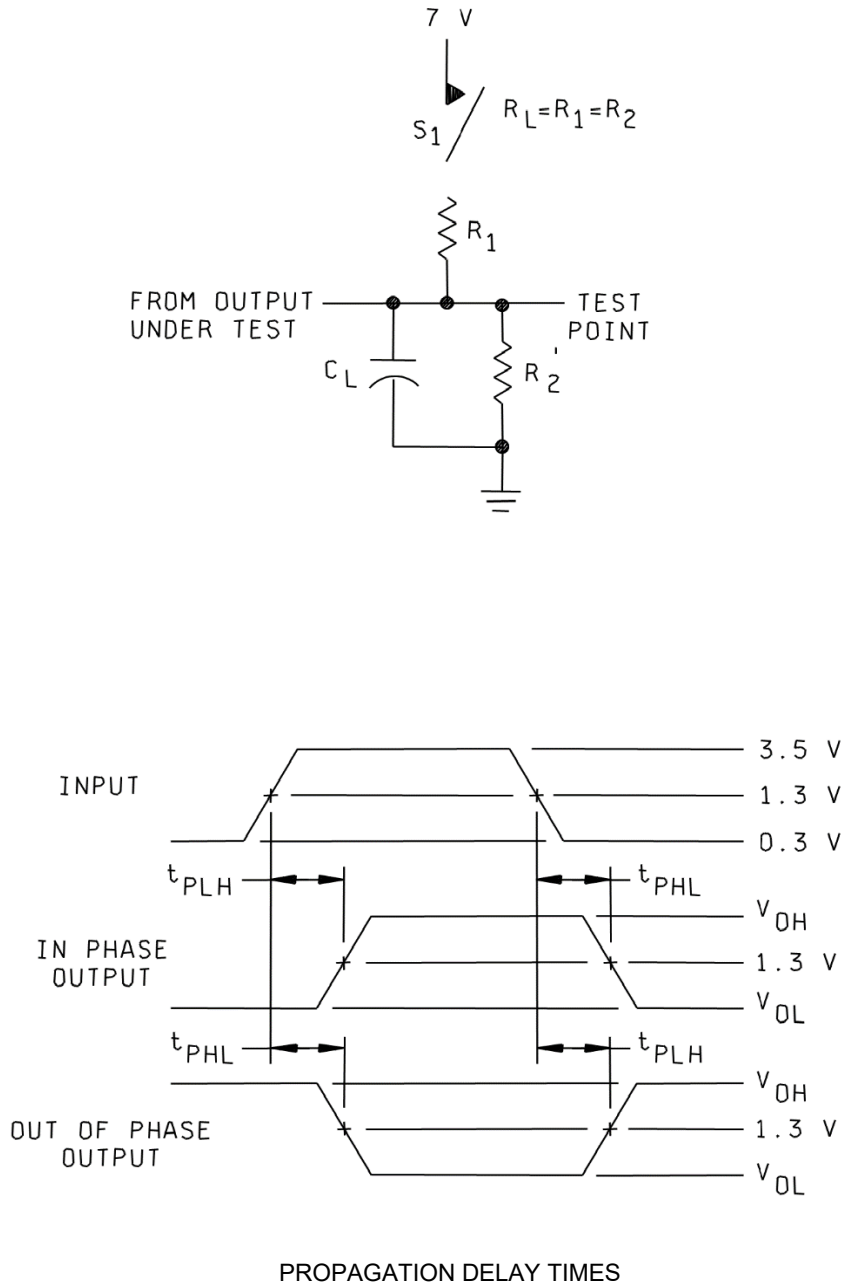 7 V
S1
RL=R1=R2
R1
FROM OUTPUT
UNDER TEST
TEST
POINT
CL
R2'
INPUT
3.5 V
1.3 V
0.3 V
tPLH
tPHL
IN PHASE
OUTPUT
VOH
1.3 V
VOL
tPHL
tPLH
OUT OF PHASE
OUTPUT
VOH
1.3 V
VOL
PROPAGATION DELAY TIMES